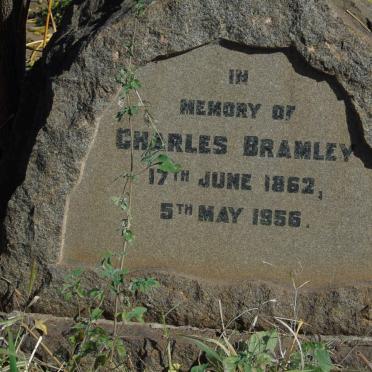 IN
MEMORY OF
CHARLES BRAMLEY
17TH JUNE 1862,
5TH MAY 1956.